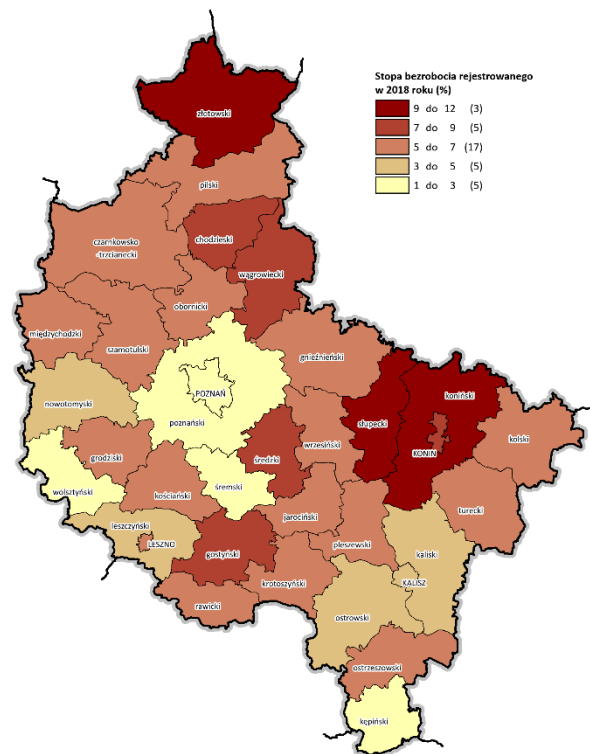 Stopa bezrobocia rejestrowanego
w 2018 roku (%)
9 do 12 (3)
7 do 9 (5)
5 do 7 (17)
3 do 5 (5)
1 do 3 (5)
złotowski
pilski
czarnkowsko
-trzcianecki
chodzieski
wągrowiecki
obornicki
międzychodzki
szamotulski
gnieźnieński
nowotomyski
POZNAŃ
poznański
słupecki
koniński
KONIN
kolski
średzki
wrzesiński
grodziski
wolsztyński
kościański
śremski
jarociński
turecki
leszczyński
LESZNO
gostyński
pleszewski
kaliski
krotoszyński
KALISZ
rawicki
ostrowski
ostrzeszowski
kępiński